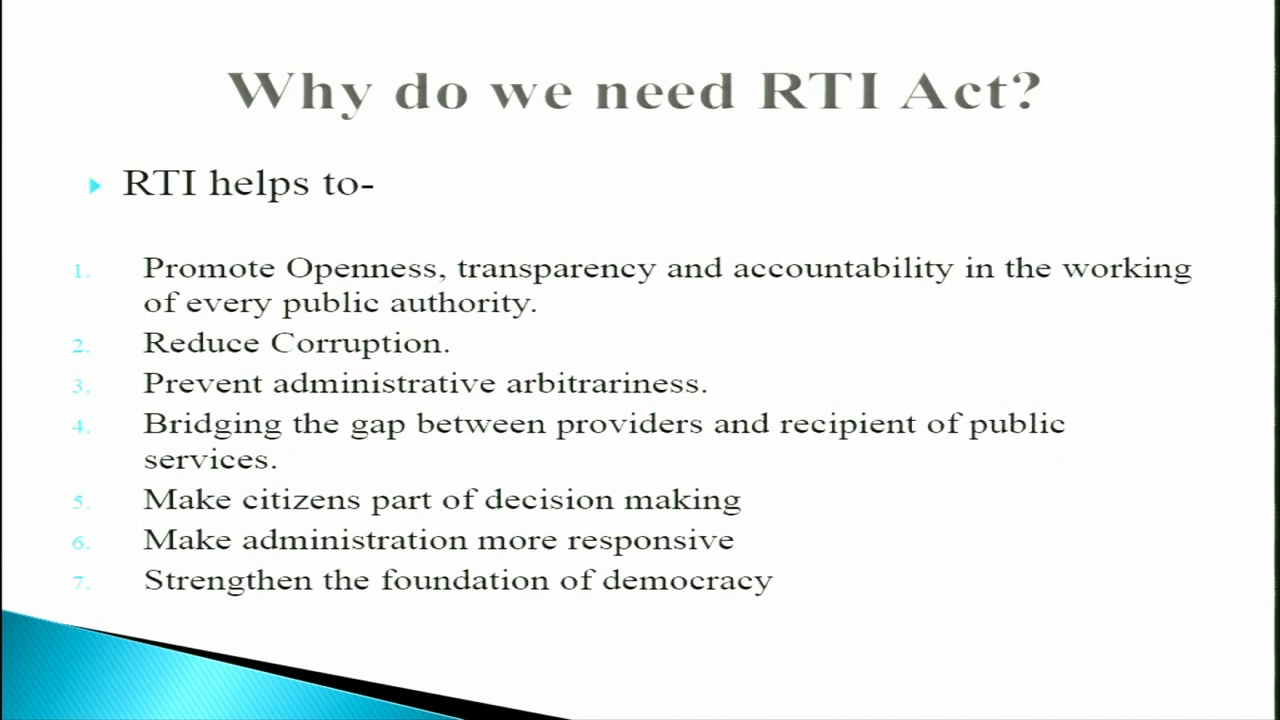 Why do we need RTI Act?
RTI helps to-
1. Promote Openness, transparency and accountability in the working
of every public authority.
2. Reduce Corruption.
3. Prevent administrative arbitrariness.
4. Bridging the gap between providers and recipient of public
services.
5. Make citizens part of decision making
6. Make administration more responsive
7. Strengthen the foundation of democracy